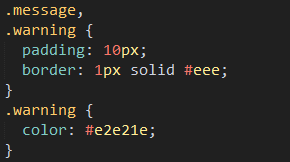 .message,
.warning {
  padding: 10px;
  border: 1px solid #eee;
}
.warning {
  color: #e2e21e;
}